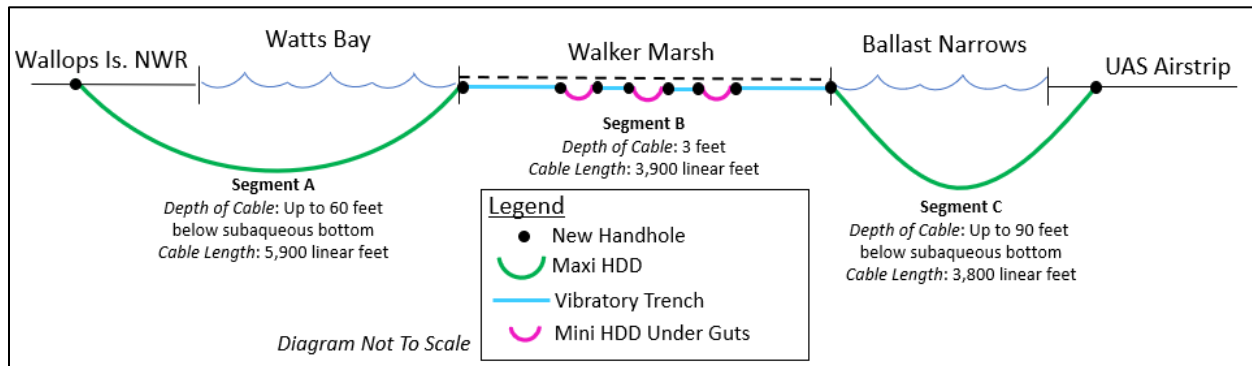 Wallops Is. NWR
Watts Bay
Walker Marsh
Ballast Narrows
UAS Airstrip
Segment A
Depth of Cable: Up to 60 feet
below subaqueous bottom
Cable Length: 5,900 linear feet
Segment B
Depth of Cable: 3 feet
Cable Length: 3,900 linear feet
Segment C
Depth of Cable: Up to 90 feet
below subaqueous bottom
Cable Length: 3,800 linear feet
Legend
New Handhole
Maxi HDD
Vibratory Trench
Mini HDD Under Guts
Diagram Not To Scale